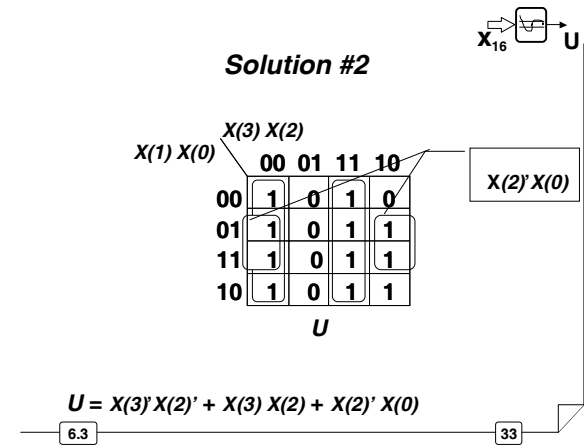 X16 U
Solution #2
X(3) X(2)
X(1) X(0)
00 01 11 10
00 1 0 1 0
01 1 0 1 1
11 1 0 1 1
10 1 0 1 1
X(2)' X(0)
U
U = X(3)' X(2)' + X(3) X(2) + X(2)' X(0)
6.3 33